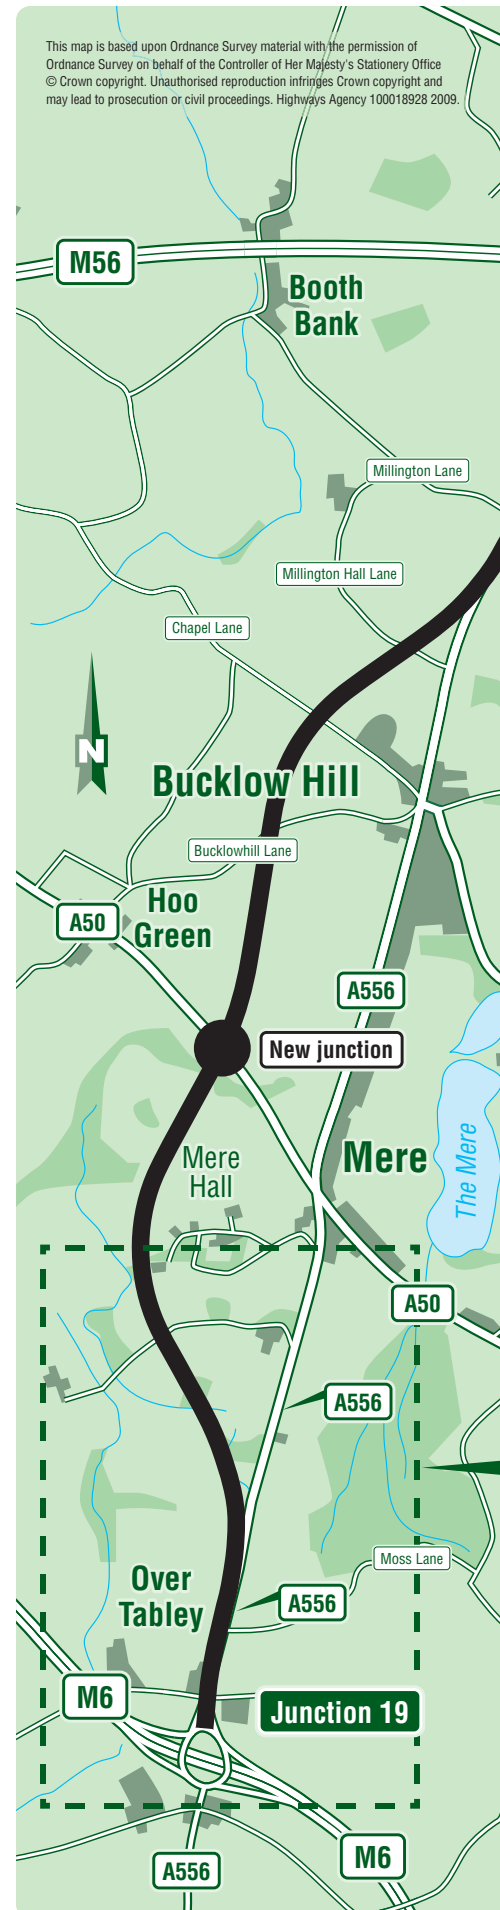 This map is based upon Ordnance Survey material with the permission of
Ordnance Survey on behalf of the Controller of Her Majesty's Stationery Office
© Crown copyright. Unauthorised reproduction infringes Crown copyright and
may lead to prosecution or civil proceedings. Highways Agency 100018928 2009.
M56
Booth
Bank
Millington Lane
Millington Hall Lane
Chapel Lane
N
Bucklow Hill
Bucklowhill Lane
Hoo
Green
A50
A556
New junction
Mere
The Mere
Mere
Hall
A50
A556
Moss Lane
Over
Tabley
A556
M6
Junction 19
M6
A556